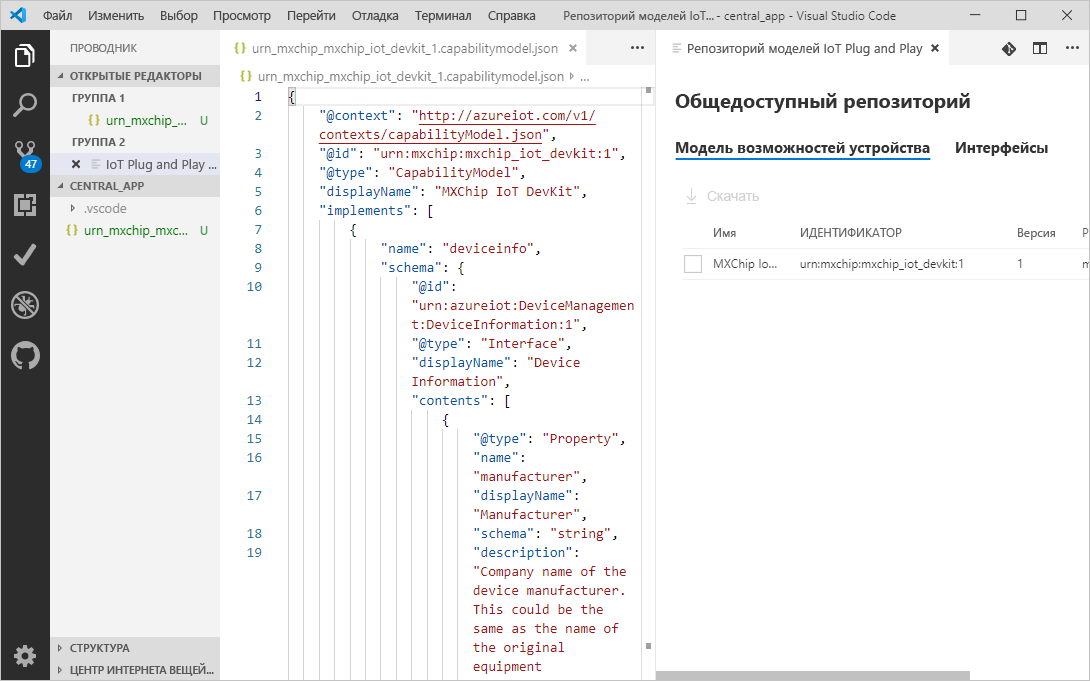 Файл Изменить Выбор Просмотр Перейти Отладка Терминал Справка Репозиторий моделей IoT... - central_app - Visual Studio Code
ПРОВОДНИК
ОТКРЫТЫЕ РЕДАКТОРЫ
ГРУППА 1
{} urn_mxchip_... U
ГРУППА 2
IoT Plug and Play ...
CENTRAL_APP
.vscode
{} urn_mxchip_mxc... U
47
СТРУКТУРА
ЦЕНТР ИНТЕРНЕТА ВЕЩЕЙ...
{} urn_mxchip_mxchip_iot_devkit_1.capabilitymodel.json
{} urn_mxchip_mxchip_iot_devkit_1.capabilitymodel.json ...
1 {
2 "@context": "http://azureiot.com/v1/
contexts/capabilityModel.json",
3 "@id": "urn:mxchip:mxchip_iot_devkit:1",
4 "@type": "CapabilityModel",
5 "displayName": "MXChip IoT DevKit",
6 "implements": [
7 {
8 "name": "deviceinfo",
9 "schema": {
10 "@id":
"urn:azureiot:DeviceManagemen
t:DeviceInformation:1",
11 "@type": "Interface",
12 "displayName": "Device
Information",
13 "contents": [
14 {
15 "@type": "Property",
16 "name":
"manufacturer",
17 "displayName":
"Manufacturer",
18 "schema": "string",
19 "description":
"Company name of the
device manufacturer.
This could be the
same as the name of
the original
equipment
Репозиторий моделей IoT Plug and Play
Общедоступный репозиторий
Модель возможностей устройства Интерфейсы
Скачать
Имя ИДЕНТИФИКАТОР Версия
MXChip Io... urn:mxchip:mxchip_iot_devkit:1 1